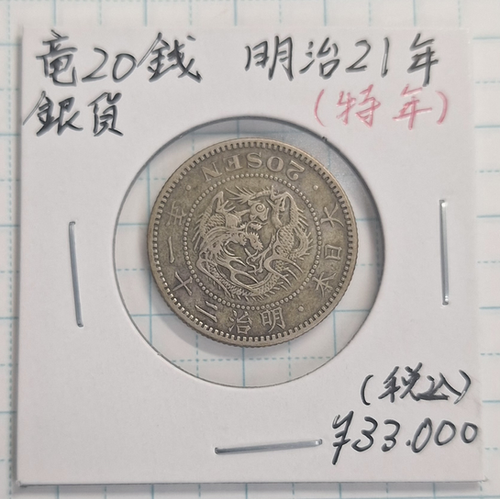 竜20銭 明治21年
銀貨 (特年)
大日本・明治二十一年・20SEN・
(税込)
¥33.000